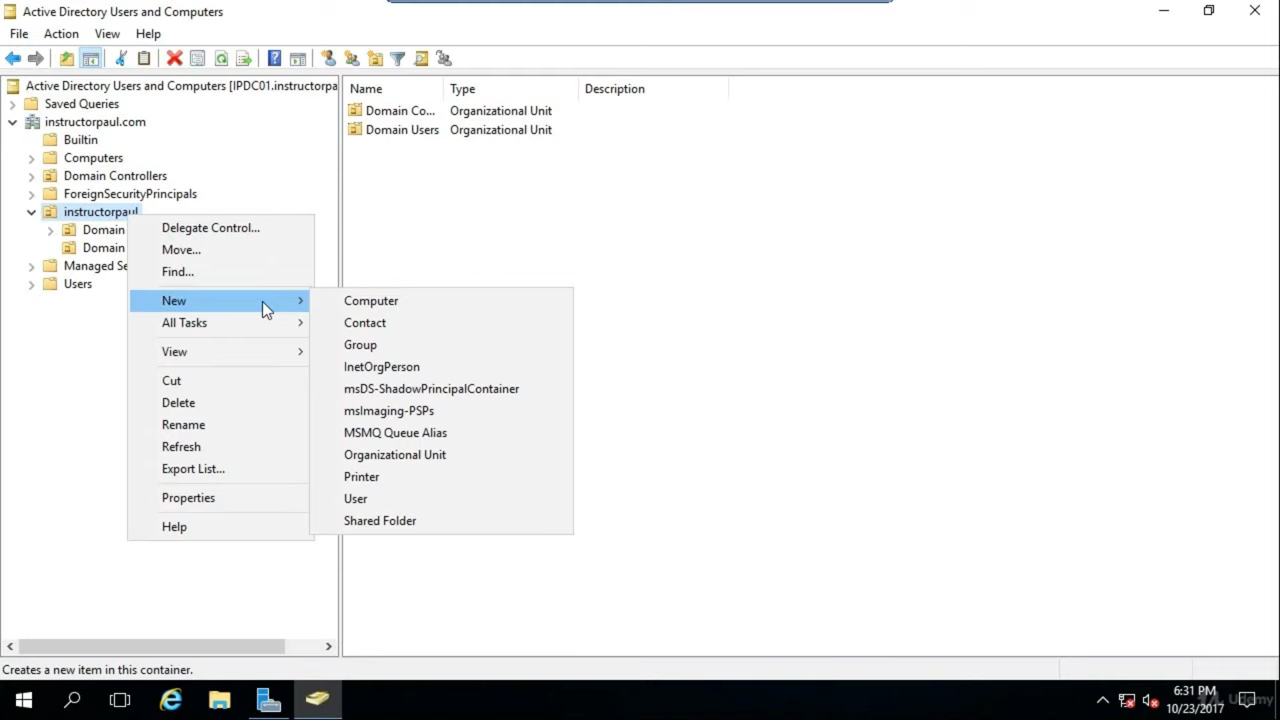 Active Directory Users and Computers
File Action View Help
Active Directory Users and Computers [IPDC01.instructorpa
Saved Queries
instructorpaul.com
Builtin
Computers
Domain Controllers
ForeignSecurityPrincipals
instructorpaul
Domain
Domain
Managed Se
Users
Name Type Description
Domain Co... Organizational Unit
Domain Users Organizational Unit
Delegate Control...
Move...
Find...
New
All Tasks
View
Cut
Delete
Rename
Refresh
Export List...
Properties
Help
Computer
Contact
Group
InetOrgPerson
msDS-ShadowPrincipalContainer
msImaging-PSPs
MSMQ Queue Alias
Organizational Unit
Printer
User
Shared Folder
Creates a new item in this container.
6:31 PM
10/23/2017
Udemy